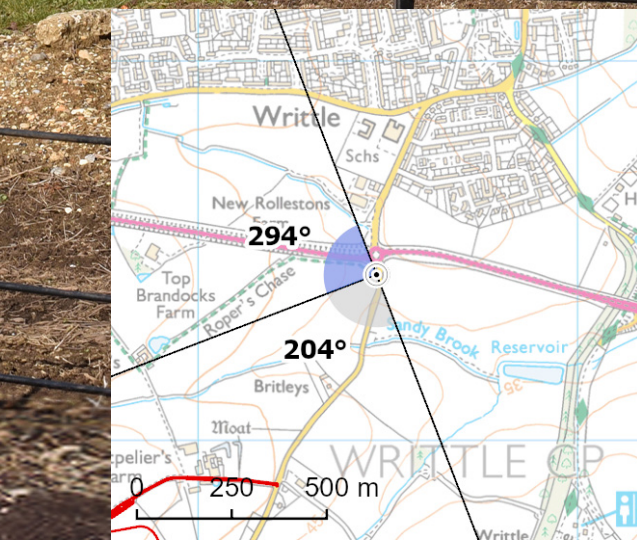 Writtle
Schs
New Rollestons
Farm
294°
Top
Brandocks
Farm
Roper's Chase
204°
Sandy Brook
Reservoir
35
Britleys
Moat
WRITTLE CP
0 250 500 m
Writtle